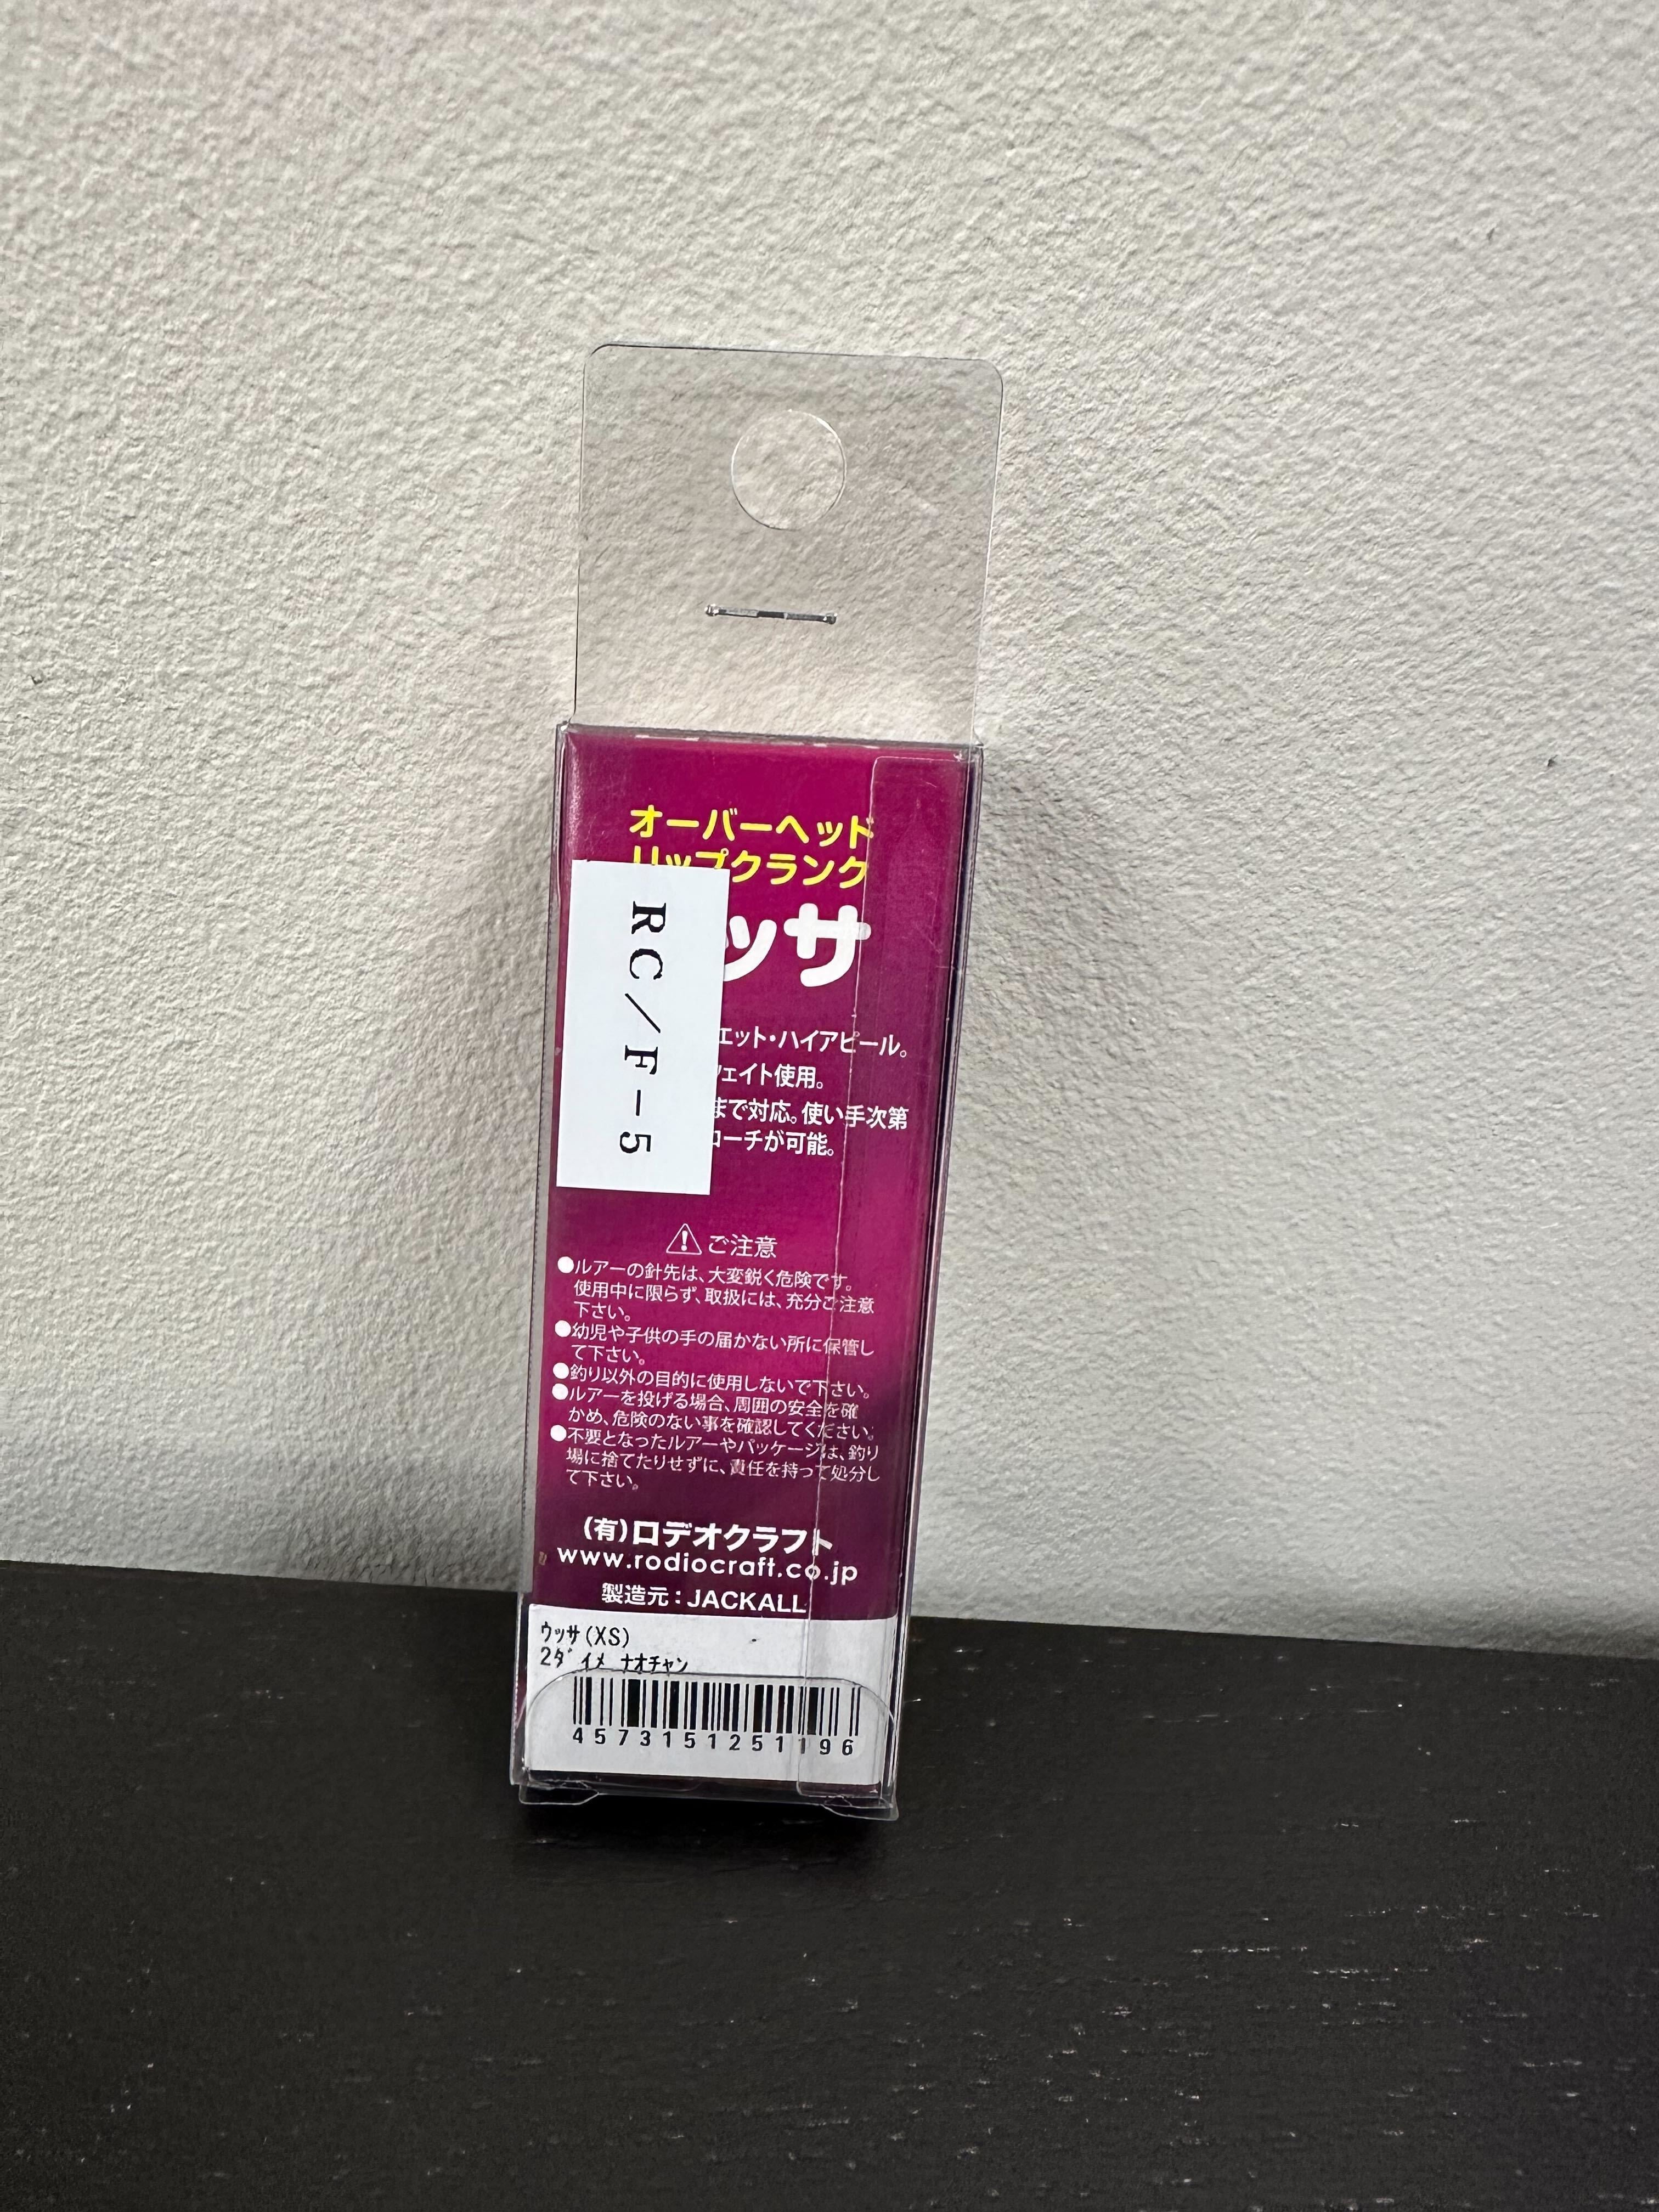 オーバーヘッド
リップクランク
ッサ
RC/F-5
エット・ハイアピール。
ウェイト使用。
まで対応。使い手次第
ローチが可能。
⚠ご注意
●ルアーの針先は、大変鋭く危険です。
使用中に限らず、取扱には、充分ご注意
下さい。
●幼児や子供の手の届かない所に保管し
て下さい。
●釣り以外の目的に使用しないで下さい。
●ルアーを投げる場合、周囲の安全を確
かめ、危険のない事を確認してください。
●不要となったルアーやパッケージは、釣り
場に捨てたりせずに、責任を持って処分し
て下さい。
(有)ロデオクラフト
www.rodiocraft.co.jp
製造元:JACKALL
ウッサ(XS)
2ダイメ ナオチャン
4573151251196